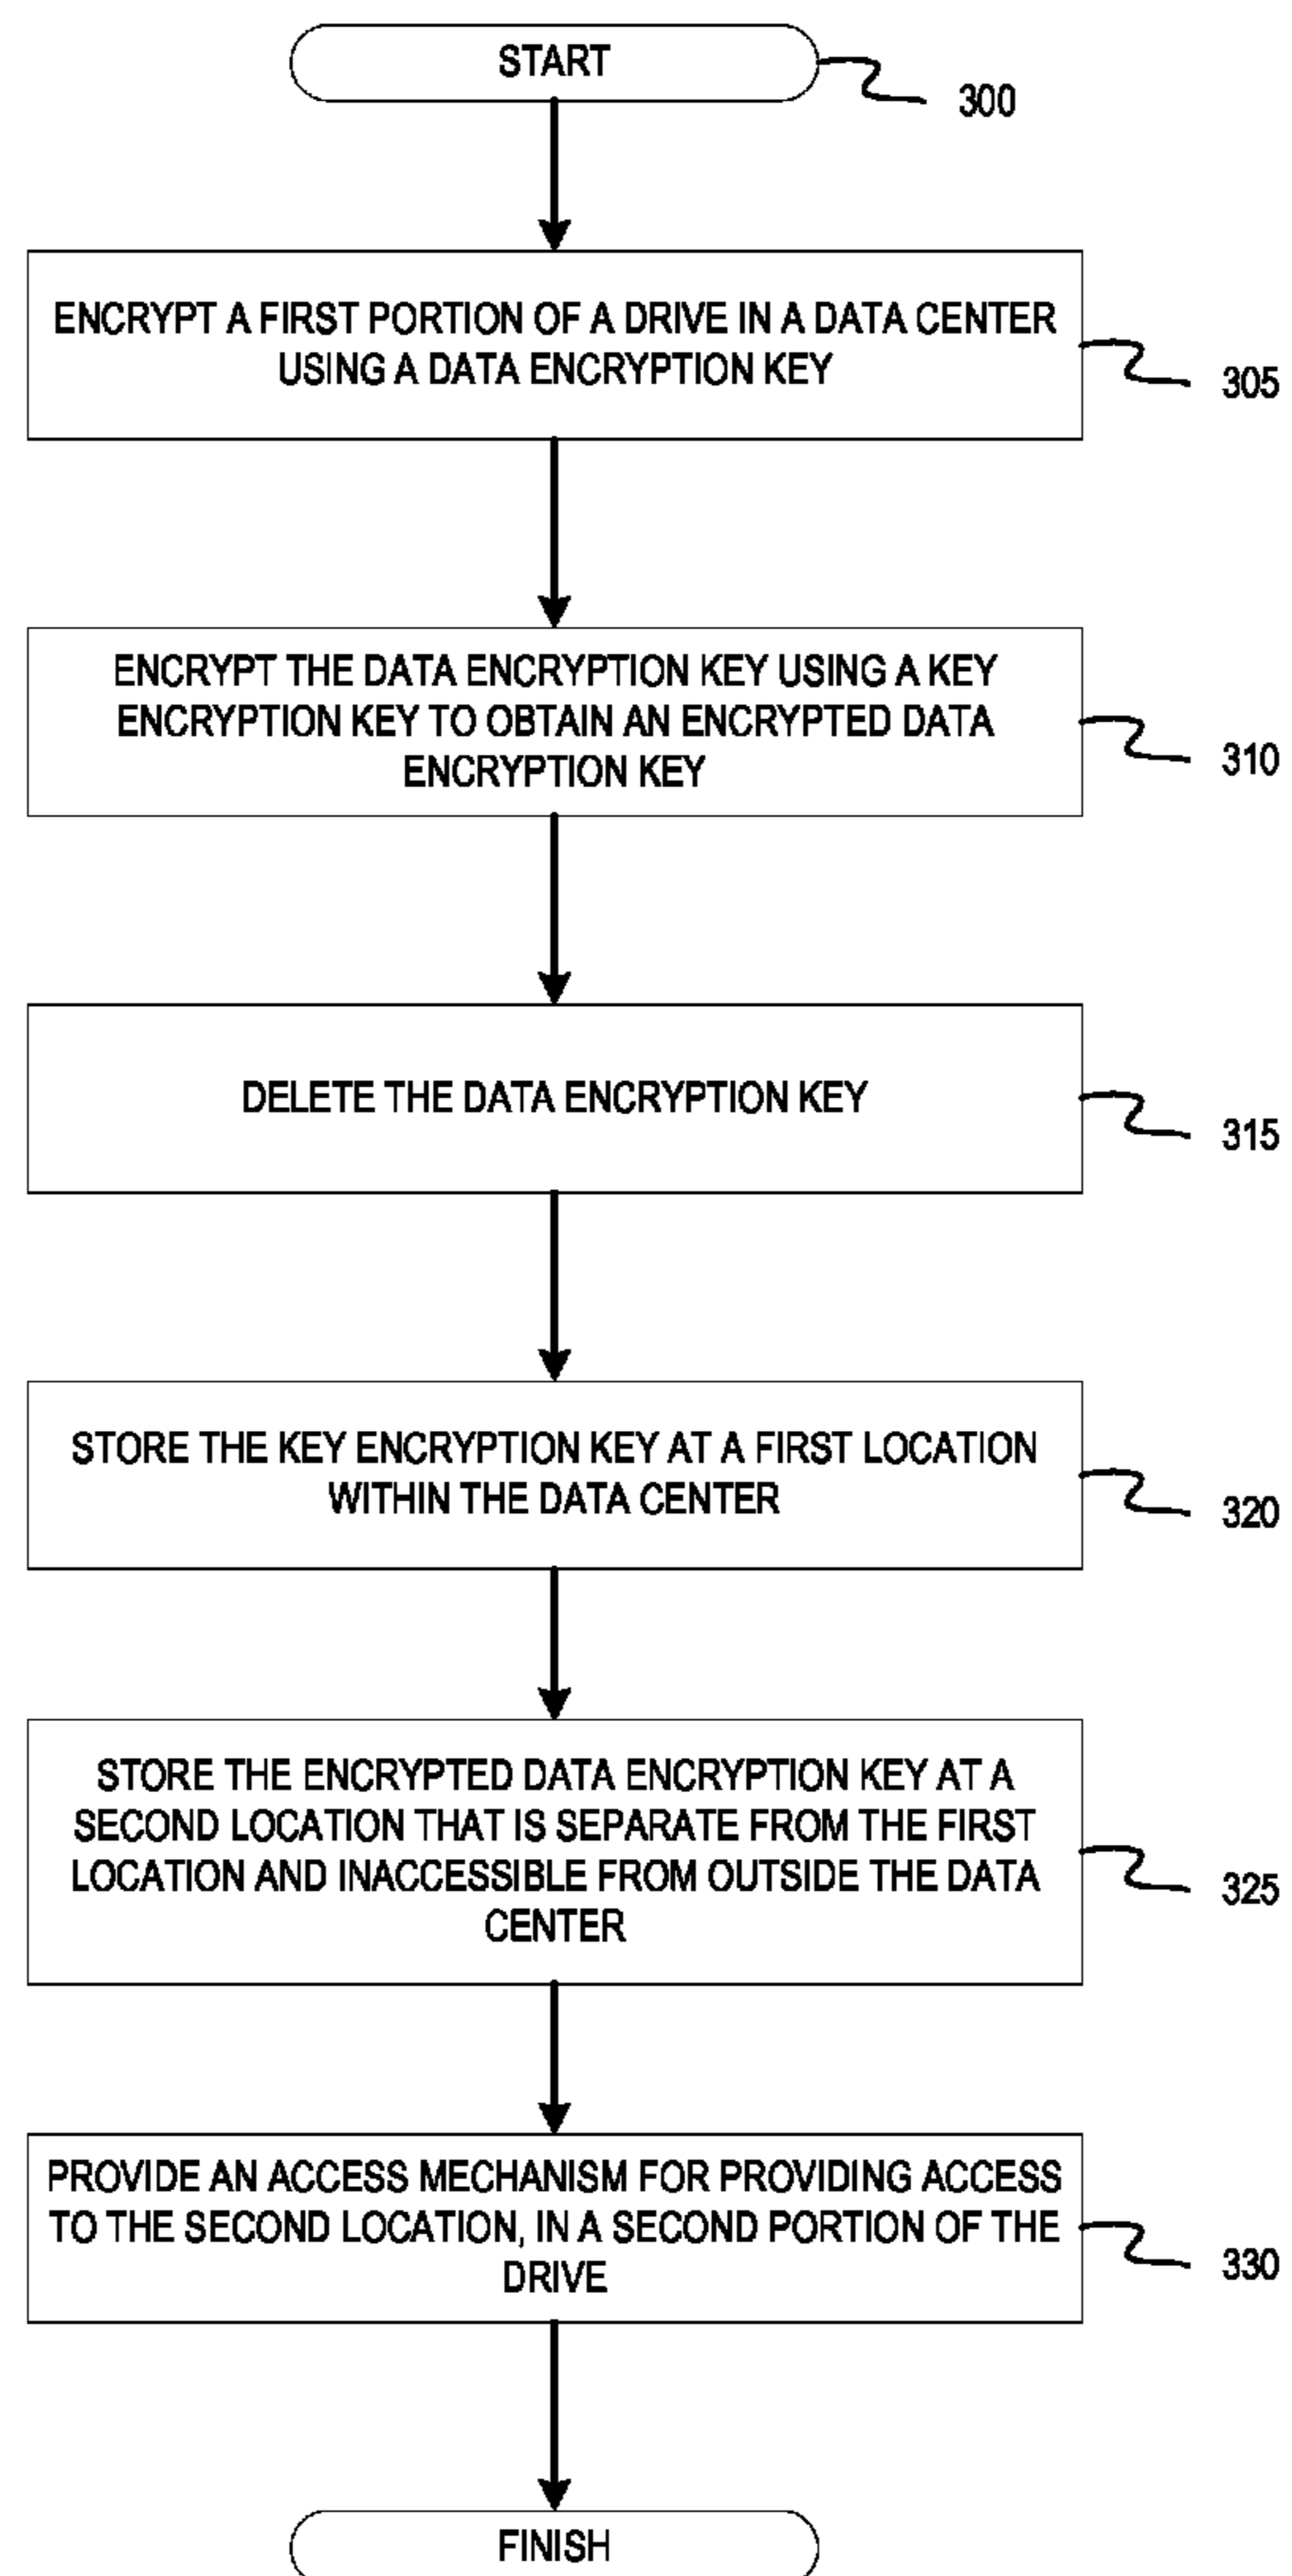 START
300
ENCRYPT A FIRST PORTION OF A DRIVE IN A DATA CENTER
USING A DATA ENCRYPTION KEY
305
ENCRYPT THE DATA ENCRYPTION KEY USING A KEY
ENCRYPTION KEY TO OBTAIN AN ENCRYPTED DATA
ENCRYPTION KEY
310
DELETE THE DATA ENCRYPTION KEY
315
STORE THE KEY ENCRYPTION KEY AT A FIRST LOCATION
WITHIN THE DATA CENTER
320
STORE THE ENCRYPTED DATA ENCRYPTION KEY AT A
SECOND LOCATION THAT IS SEPARATE FROM THE FIRST
LOCATION AND INACCESSIBLE FROM OUTSIDE THE DATA
CENTER
325
PROVIDE AN ACCESS MECHANISM FOR PROVIDING ACCESS
TO THE SECOND LOCATION, IN A SECOND PORTION OF THE
DRIVE
330
FINISH